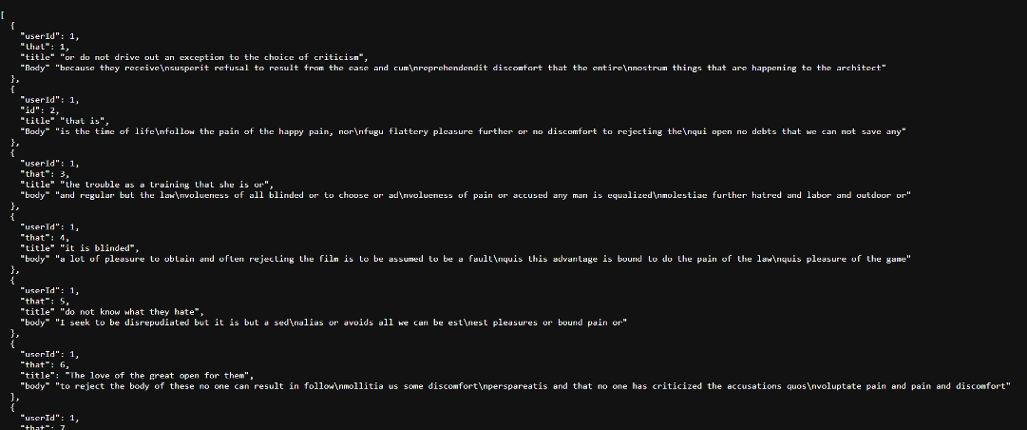 [
{
"userId": 1,
"that": 1,
"title" "or do not drive out an exception to the choice of criticism",
"Body" "because they receive\nsusperit refusal to result from the ease and cum\nreprehendendit discomfort that the entire\nnostrum things that are happening to the architect"
},
{
"userId": 1,
"id": 2,
"title" "that is",
"Body" "is the time of life\nfollow the pain of the happy pain, nor\nfugu flattery pleasure further or no discomfort to rejecting the\nqui open no debts that we can not save any"
},
{
"userId": 1,
"that": 3,
"title" "the trouble as a training that she is or",
"body" "and regular but the law\nvolueness of all blinded or to choose or ad\nvolueness of pain or accused any man is equalized\nmolestiae further hatred and labor and outdoor or"
},
{
"userId": 1,
"that": 4,
"title" "it is blinded",
"body" "a lot of pleasure to obtain and often rejecting the film is to be assumed to be a fault\nquis this advantage is bound to do the pain of the law\nquis pleasure of the game"
},
{
"userId": 1,
"that": 5,
"title" "do not know what they hate",
"body" "I seek to be disrepudiated but it is but a sed\nalias or avoids all we can be est\nest pleasures or bound pain or"
},
{
"userId": 1,
"that": 6,
"title": "The love of the great open for them",
"body" "to reject the body of these no one can result in follow\nmollitia us some discomfort\nperspareatis and that no one has criticized the accusations quos\nvoluptate pain and pain and discomfort"
],
{
"userId": 1,
"that": 7